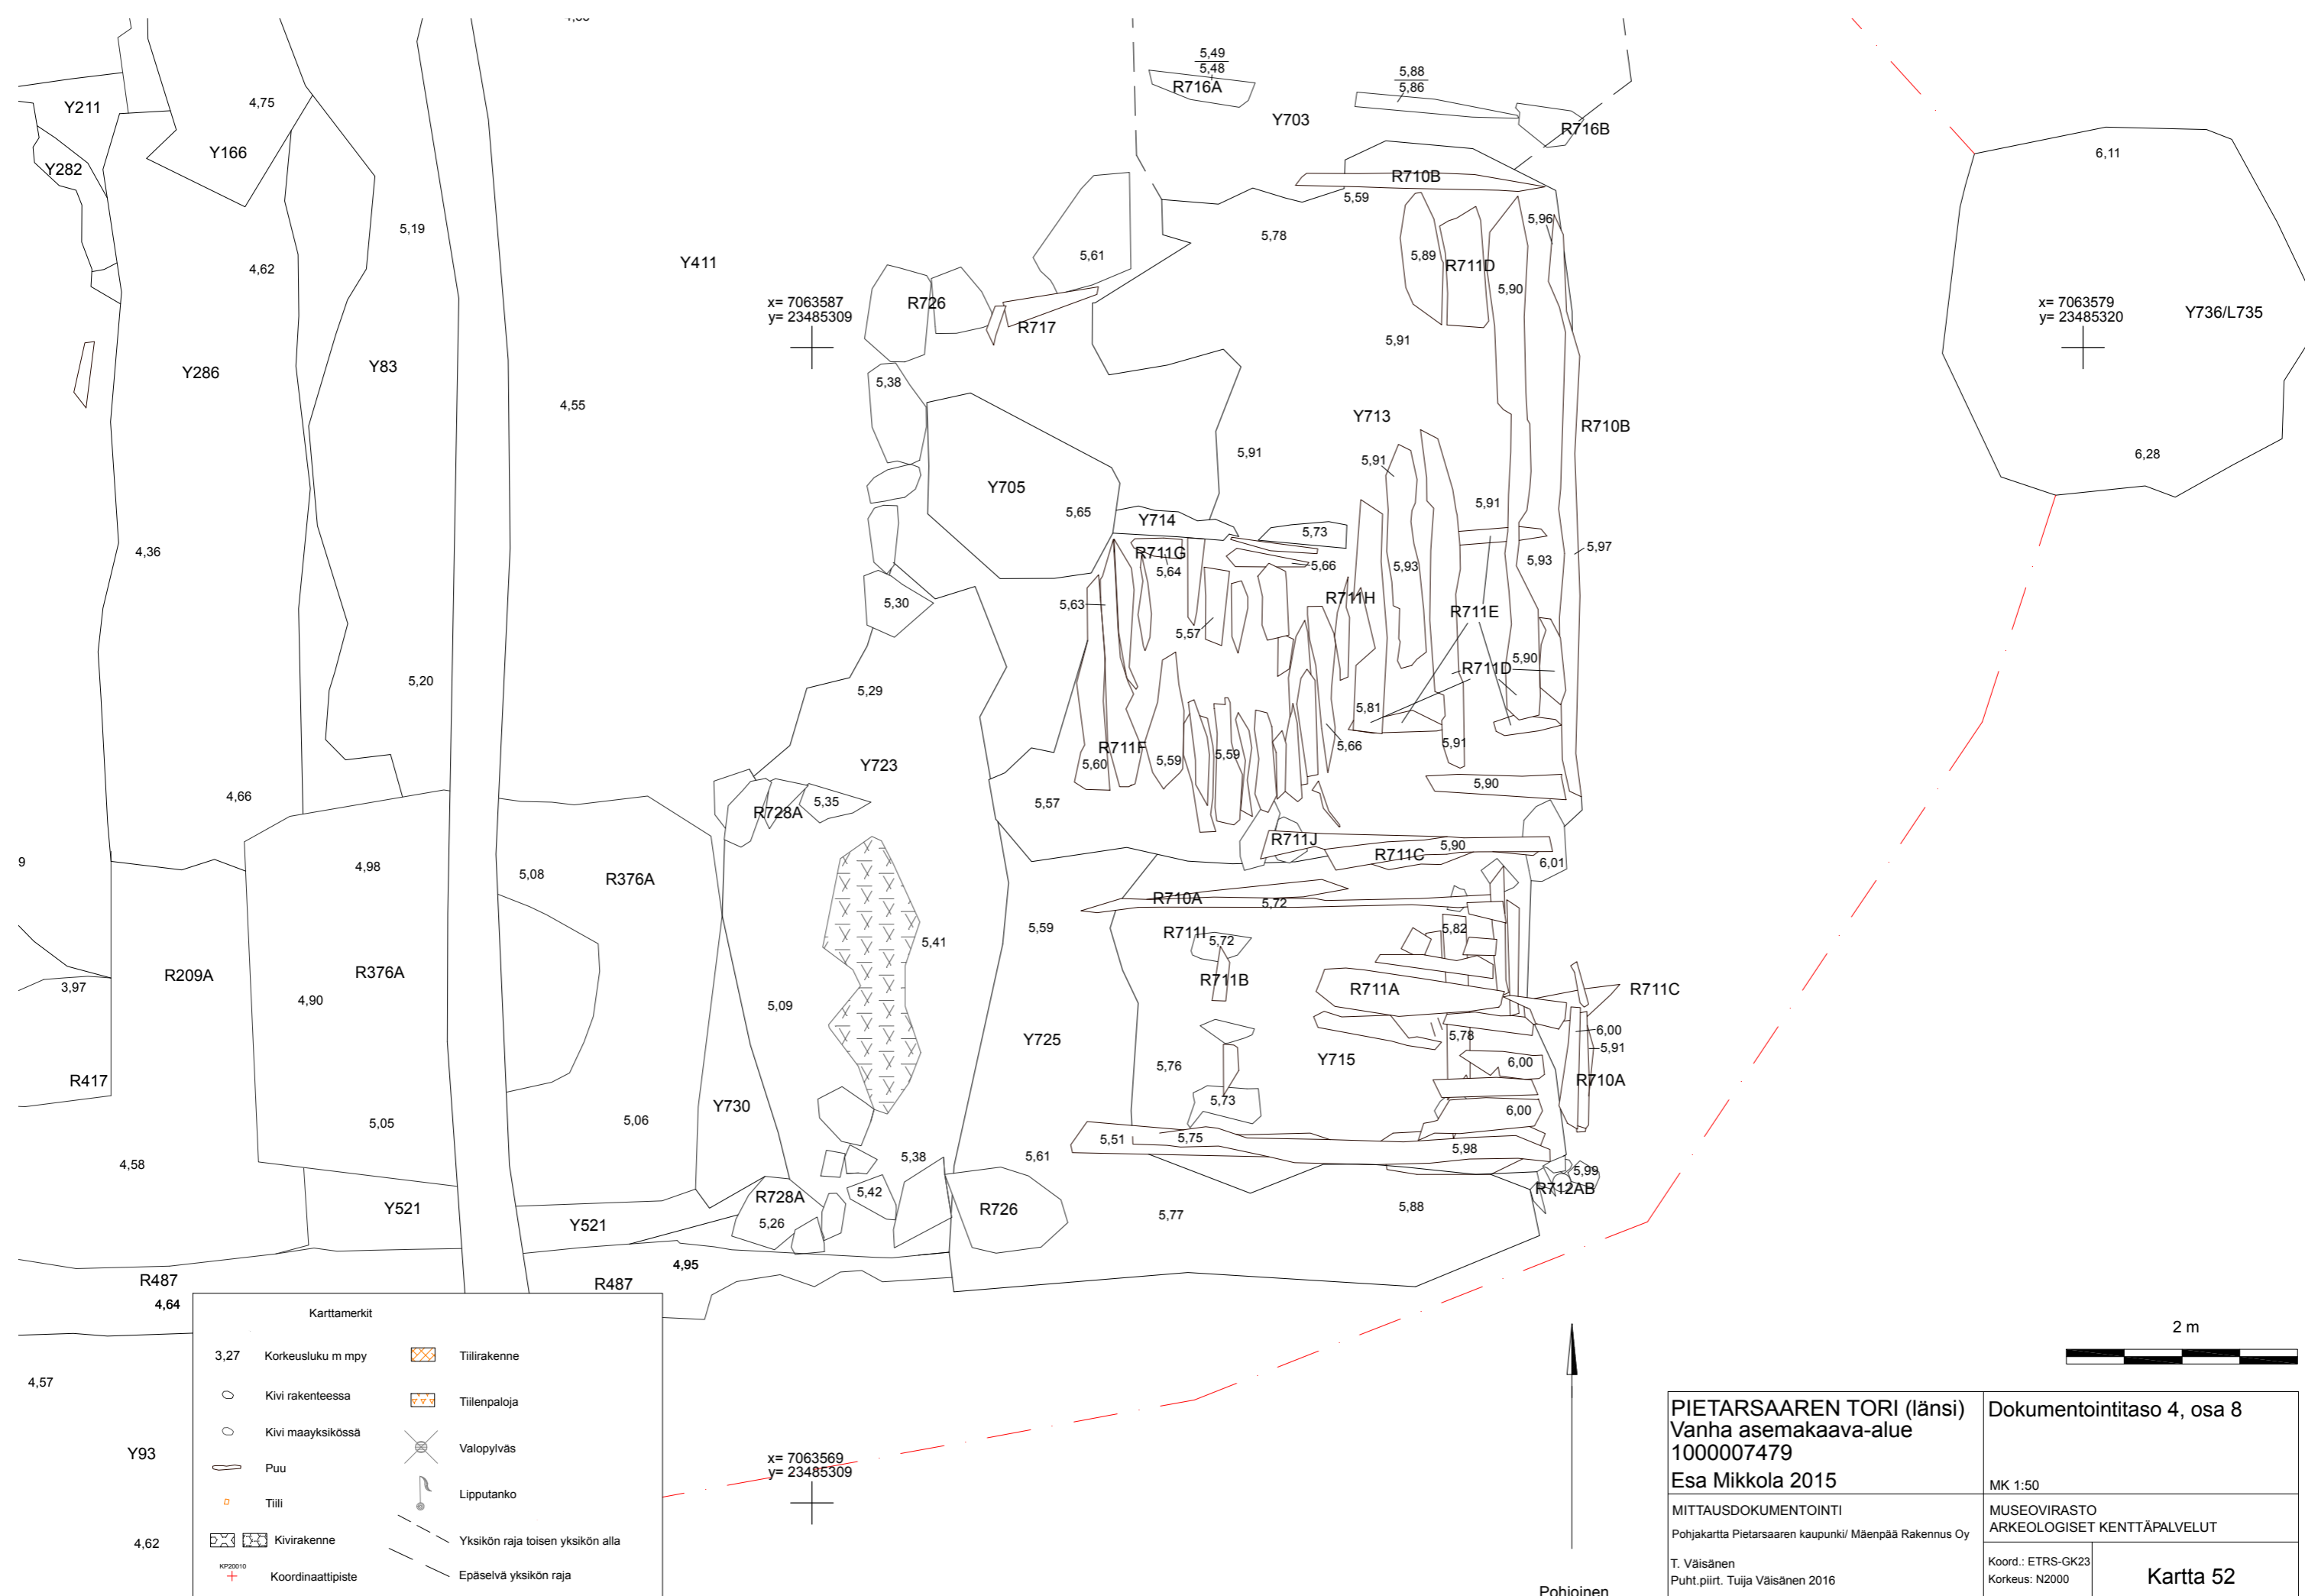 5,49
5,48
R716A
5,88
5,86
Y703
R716B
6,11
Y211
4,75
Y166
Y282
R710B
5,59
5,96
5,19
5,78
4,62
Y411
5,61
5,89
R711D
5,90
x= 7063587
y= 23485309
R726
R717
x= 7063579
y= 23485320
Y736/L735
5,91
Y286
Y83
5,38
4,55
Y713
R710B
5,91
5,91
6,28
Y705
5,65
5,91
Y714
5,73
4,36
R711G
5,64
5,66
5,93
5,93
5,97
5,63
5,30
R711H
R711E
5,57
5,20
5,29
5,90
R711D
5,81
R711F
5,60
5,59
5,59
5,66
5,91
Y723
4,66
5,35
R728A
5,57
5,90
R711J
5,90
R711C
6,01
9
4,98
5,08
R376A
R710A
5,72
5,59
5,82
R711I
5,72
5,41
R209A
R376A
3,97
4,90
5,09
R711B
R711A
R711C
Y725
5,78
6,00
5,91
5,76
Y715
6,00
R417
R710A
Y730
5,73
6,00
5,05
5,06
5,51
5,75
5,98
4,58
5,38
5,61
5,99
R712AB
5,42
R728A
5,26
Y521
Y521
R726
5,77
5,88
4,95
R487
4,64
R487
Karttamerkit
3,27 Korkeusluku m mpy
Tiilirakenne
Kivi rakenteessa
Tiilenpaloja
Kivi maayksikössä
Valopylväs
Puu
Lipputanko
Tiili
Kivirakenne
Yksikön raja toisen yksikön alla
KP20010
Koordinaattipiste
Epäselvä yksikön raja
4,57
Y93
4,62
x= 7063569
y= 23485309
Pohjoinen
2 m
PIETARSAAREN TORI (länsi)
Vanha asemakaava-alue
1000007479
Esa Mikkola 2015
Dokumentointitaso 4, osa 8
MK 1:50
MITTAUSDOKUMENTOINTI
Pohjakartta Pietarsaaren kaupunki/ Mäenpää Rakennus Oy
T. Väisänen
Puht.piirt. Tuija Väisänen 2016
MUSEOVIRASTO
ARKEOLOGISET KENTTÄPALVELUT
Koord.: ETRS-GK23
Korkeus: N2000
Kartta 52